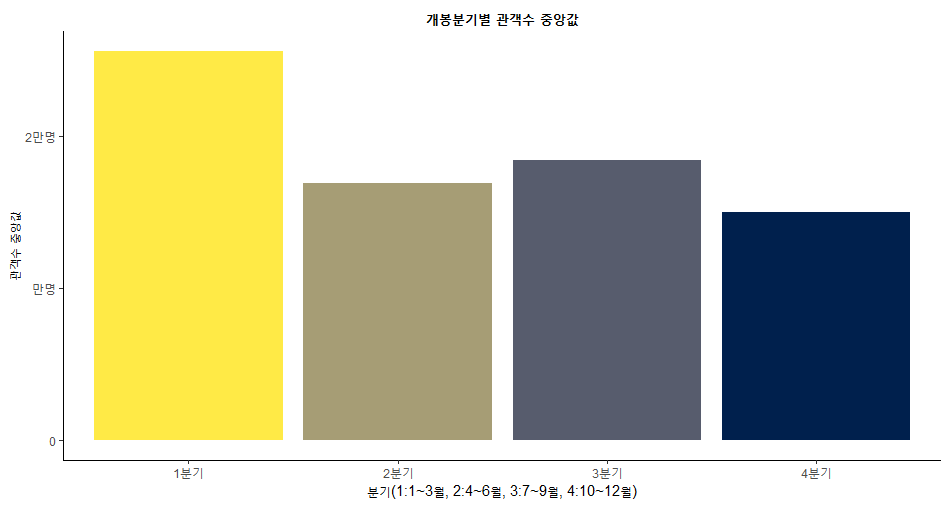 개봉분기별 관객수 중앙값
관객수 중앙값
2만명
만명
0
1분기
2분기
3분기
4분기
분기(1:1~3월, 2:4~6월, 3:7~9월, 4:10~12월)